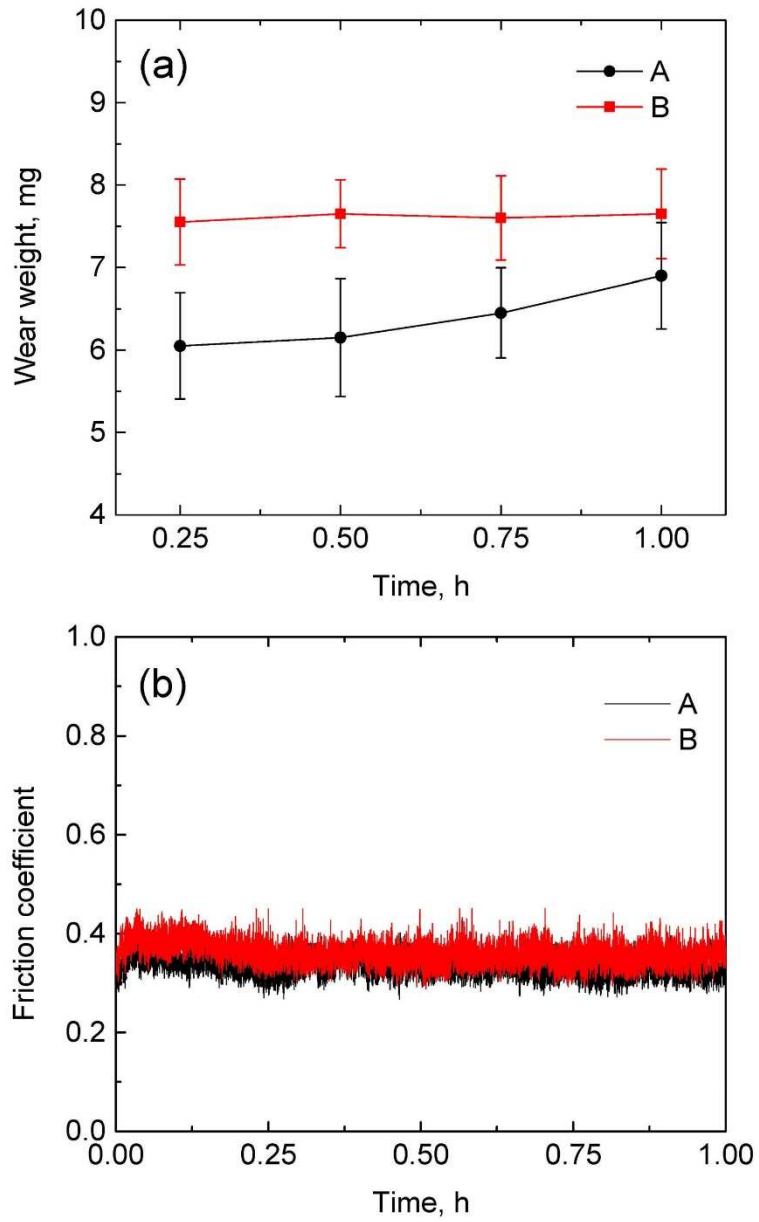 (a)
A
B
10
9
8
7
6
5
4
Wear weight, mg
0.25 0.50 0.75 1.00
Time, h
(b)
A
B
1.0
0.8
0.6
0.4
0.2
0.0
Friction coefficient
0.00 0.25 0.50 0.75 1.00
Time, h